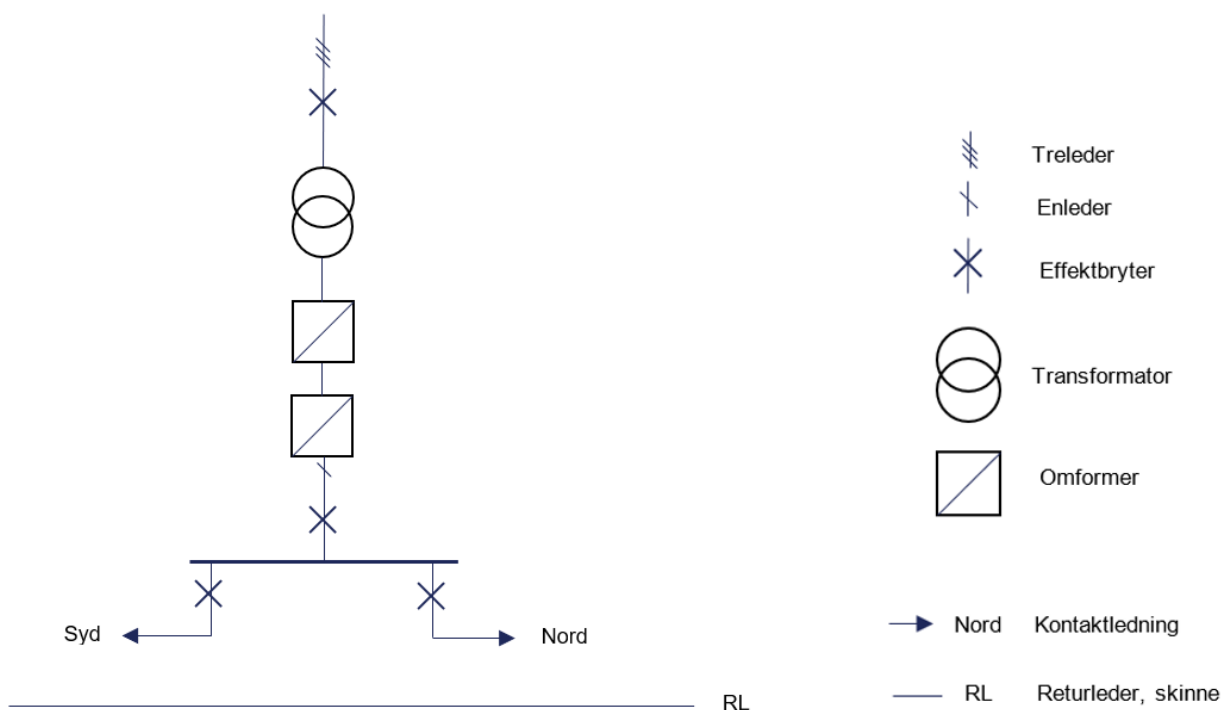 Treleder
Enleder
Effektbryter
Transformator
Omformer
Syd
Nord
Nord Kontaktledning
RL
RL Returleder, skinne